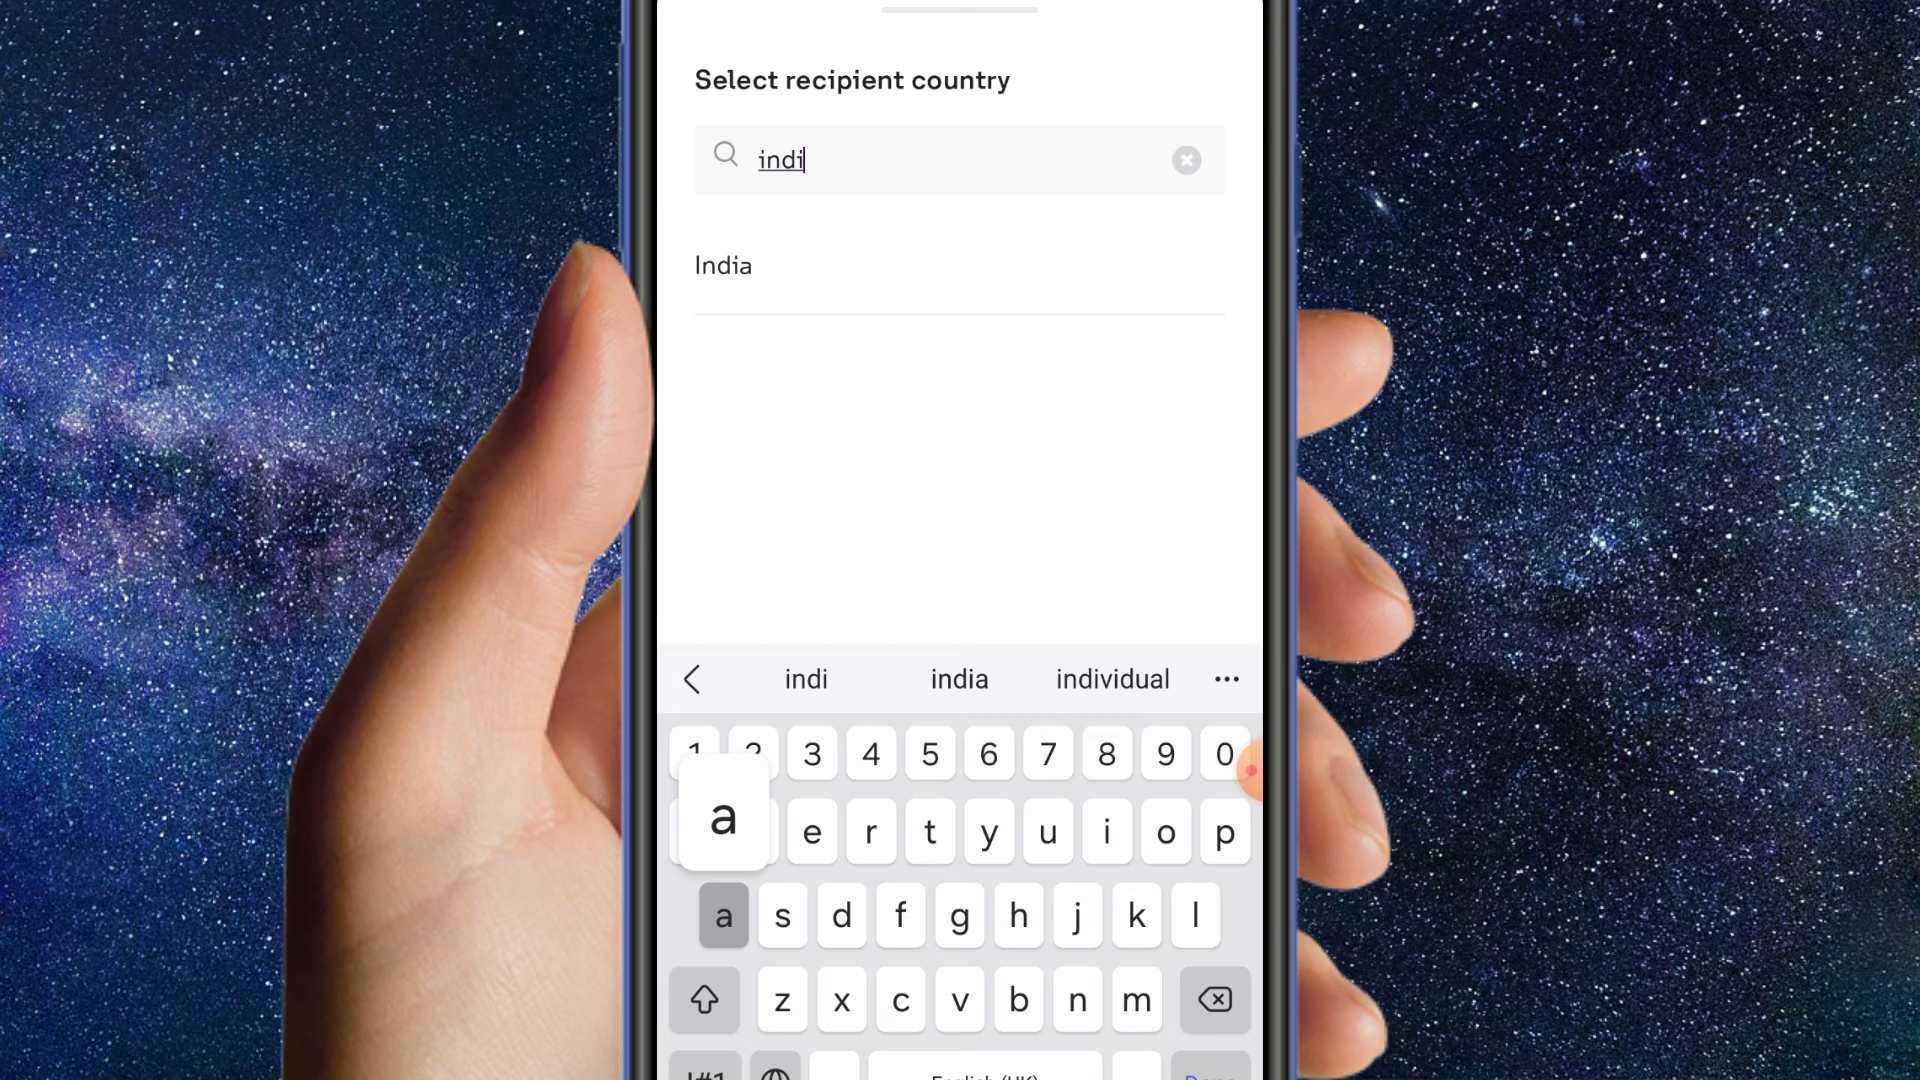 Select recipient country
indi
India
indi india individual
1 2 3 4 5 6 7 8 9 0
a e r t y u i o p
a s d f g h j k l
z x c v b n m
!#1 English (UK) Done